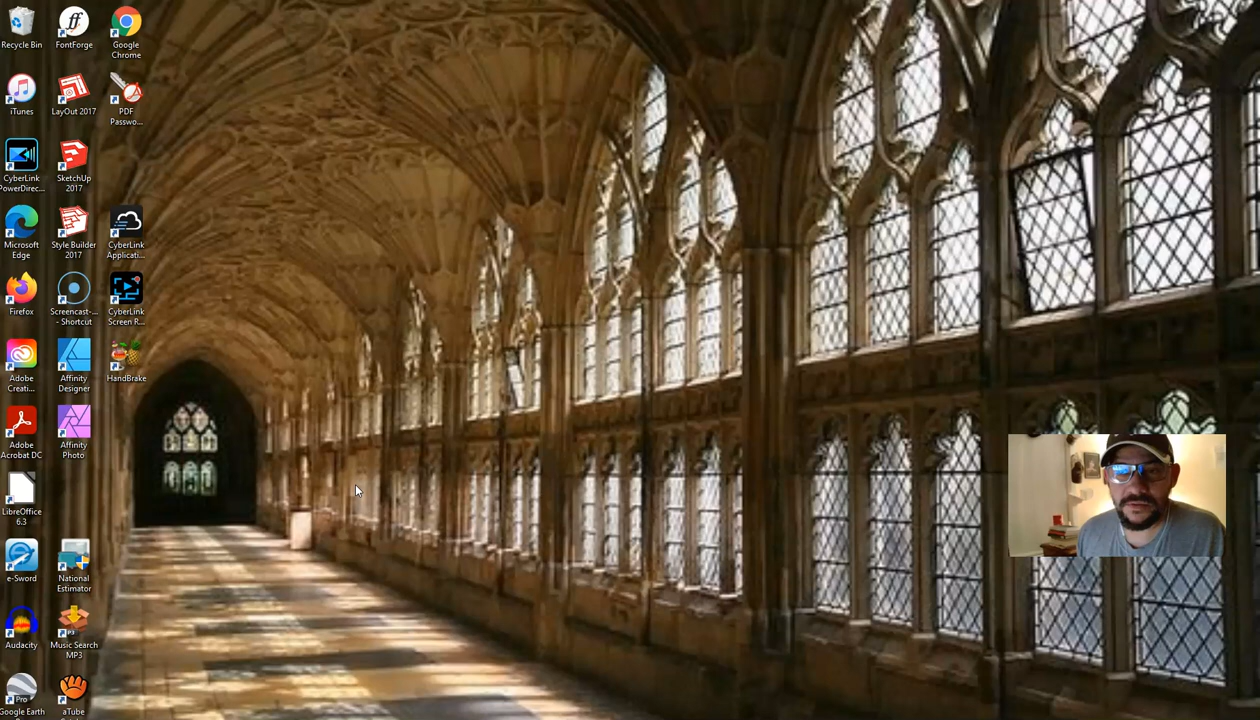 Recycle Bin
FontForge
Google
Chrome
iTunes
LayOut 2017
PDF
Passwo...
CyberLink
PowerDirec...
SketchUp
2017
Microsoft
Edge
Style Builder
2017
CyberLink
Applicati...
Firefox
Screencast-...
- Shortcut
CyberLink
Screen R...
Adobe
Creati...
Affinity
Designer
HandBrake
Adobe
Acrobat DC
Affinity
Photo
LibreOffice
6.3
e-Sword
National
Estimator
Audacity
Music Search
MP3
Google Earth
aTube